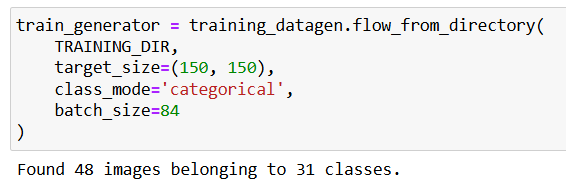 train_generator = training_datagen.flow_from_directory(
    TRAINING_DIR,
    target_size=(150, 150),
    class_mode='categorical',
    batch_size=84
)
Found 48 images belonging to 31 classes.